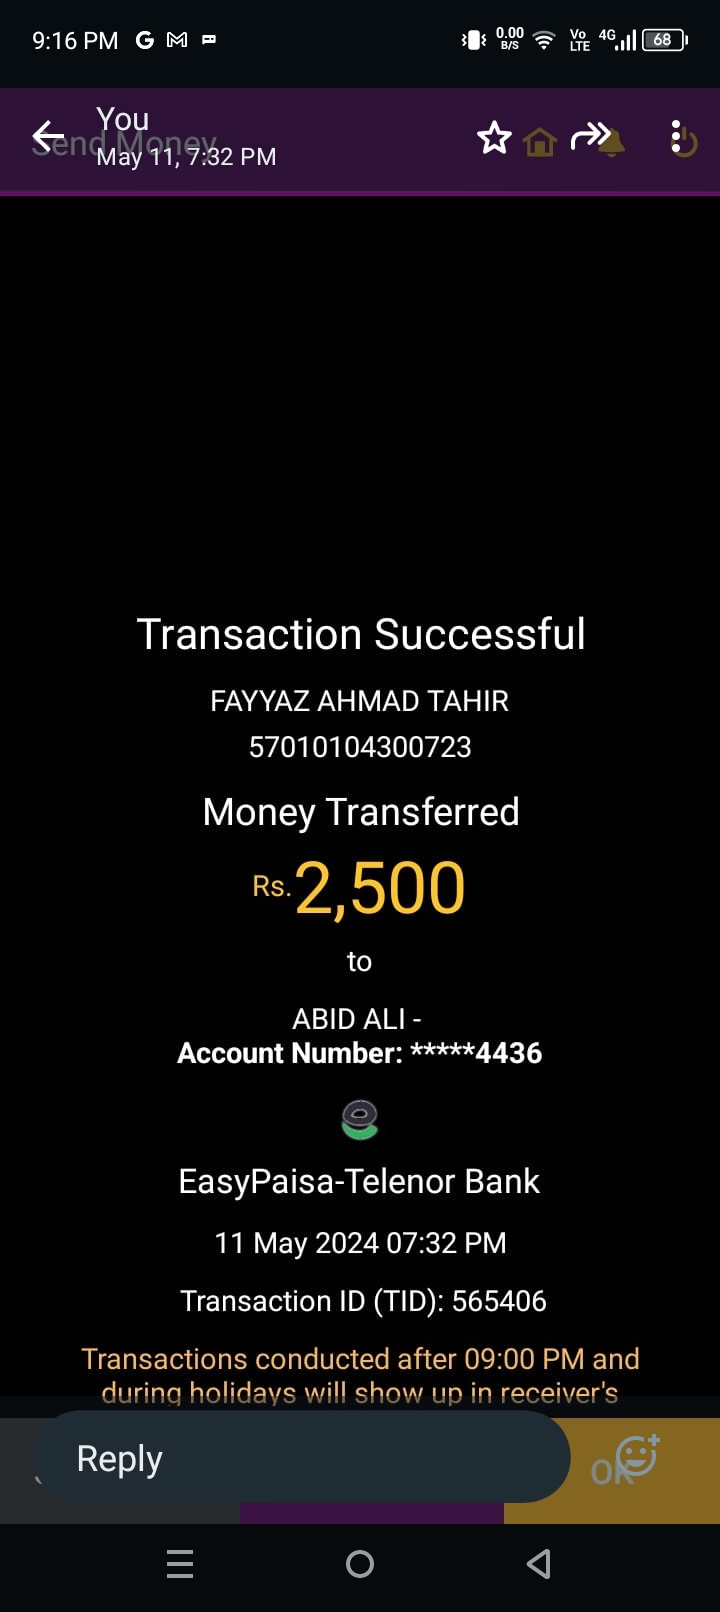 9:16 PM G M 0.00 B/S Vo LTE 4G 68
Send Money
You
May 11, 7:32 PM
Transaction Successful
FAYYAZ AHMAD TAHIR
57010104300723
Money Transferred
Rs.2,500
to
ABID ALI -
Account Number: *****4436
EasyPaisa-Telenor Bank
11 May 2024 07:32 PM
Transaction ID (TID): 565406
Transactions conducted after 09:00 PM and
during holidays will show up in receiver's
Reply
OK